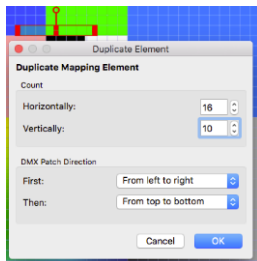 Duplicate Element
Duplicate Mapping Element
Count
Horizontally: 16
Vertically: 10
DMX Patch Direction
First: From left to right
Then: From top to bottom
Cancel OK